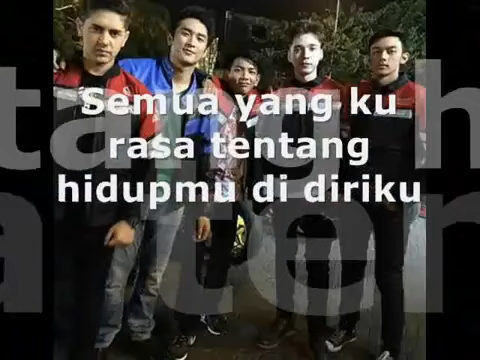 Semua yang ku
rasa tentang
hidupmu di diriku